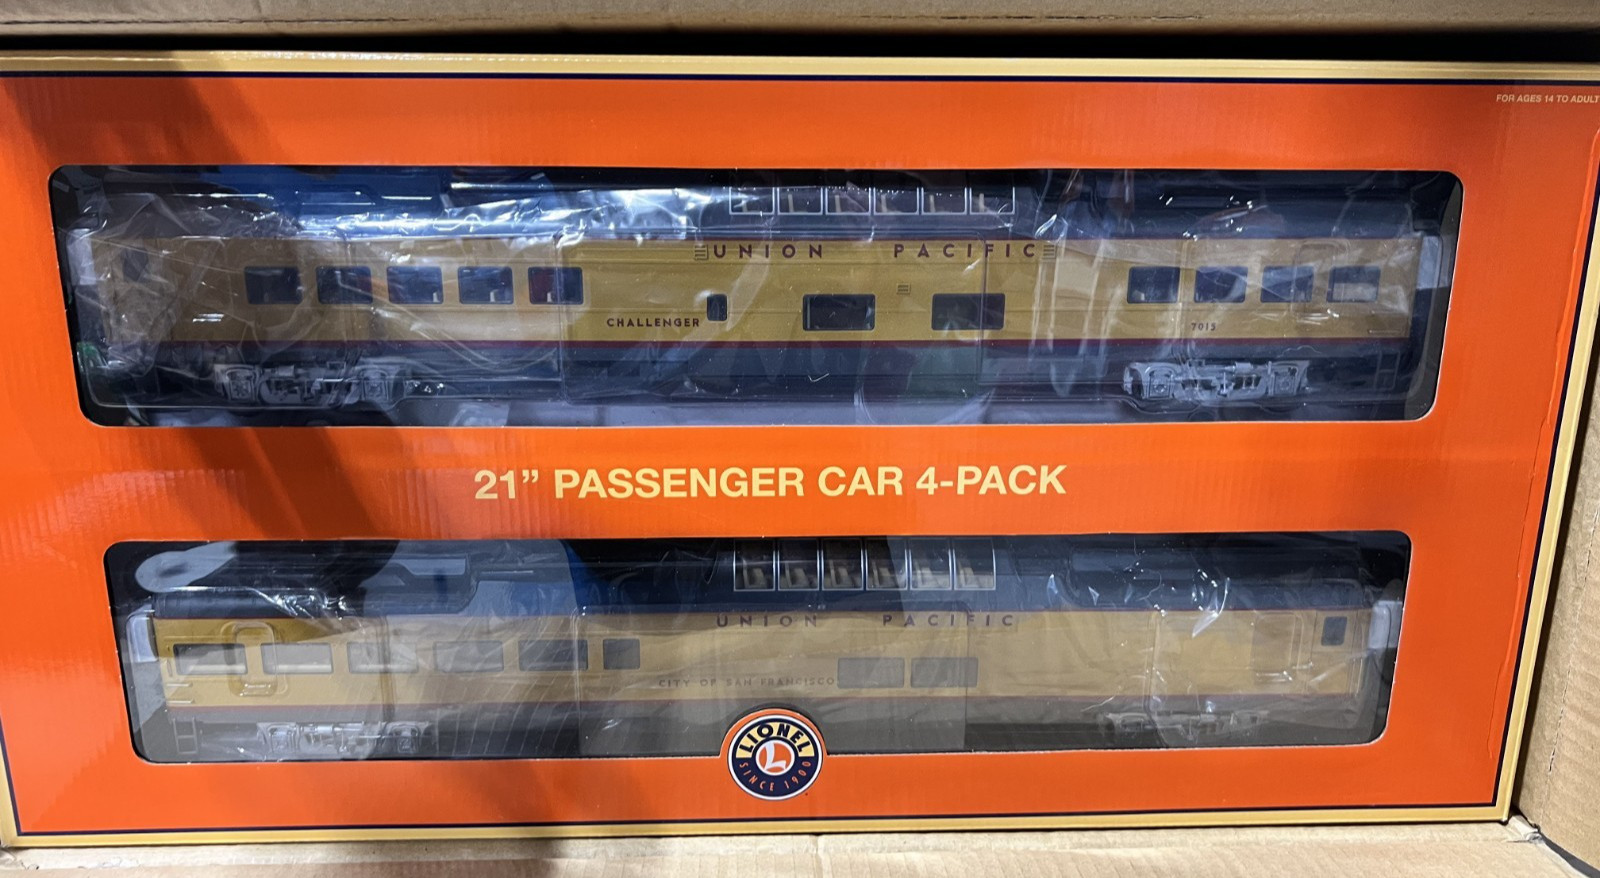 FOR AGES 14 TO ADULT
UNION PACIFIC
CHALLENGER
7015
21” PASSENGER CAR 4-PACK
UNION PACIFIC
CITY OF SAN FRANCISCO
LIONEL
L
SINCE 1900